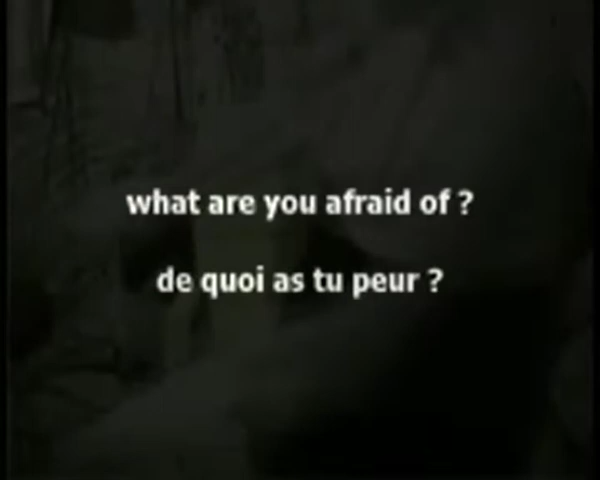 what are you afraid of ?
de quoi as tu peur ?